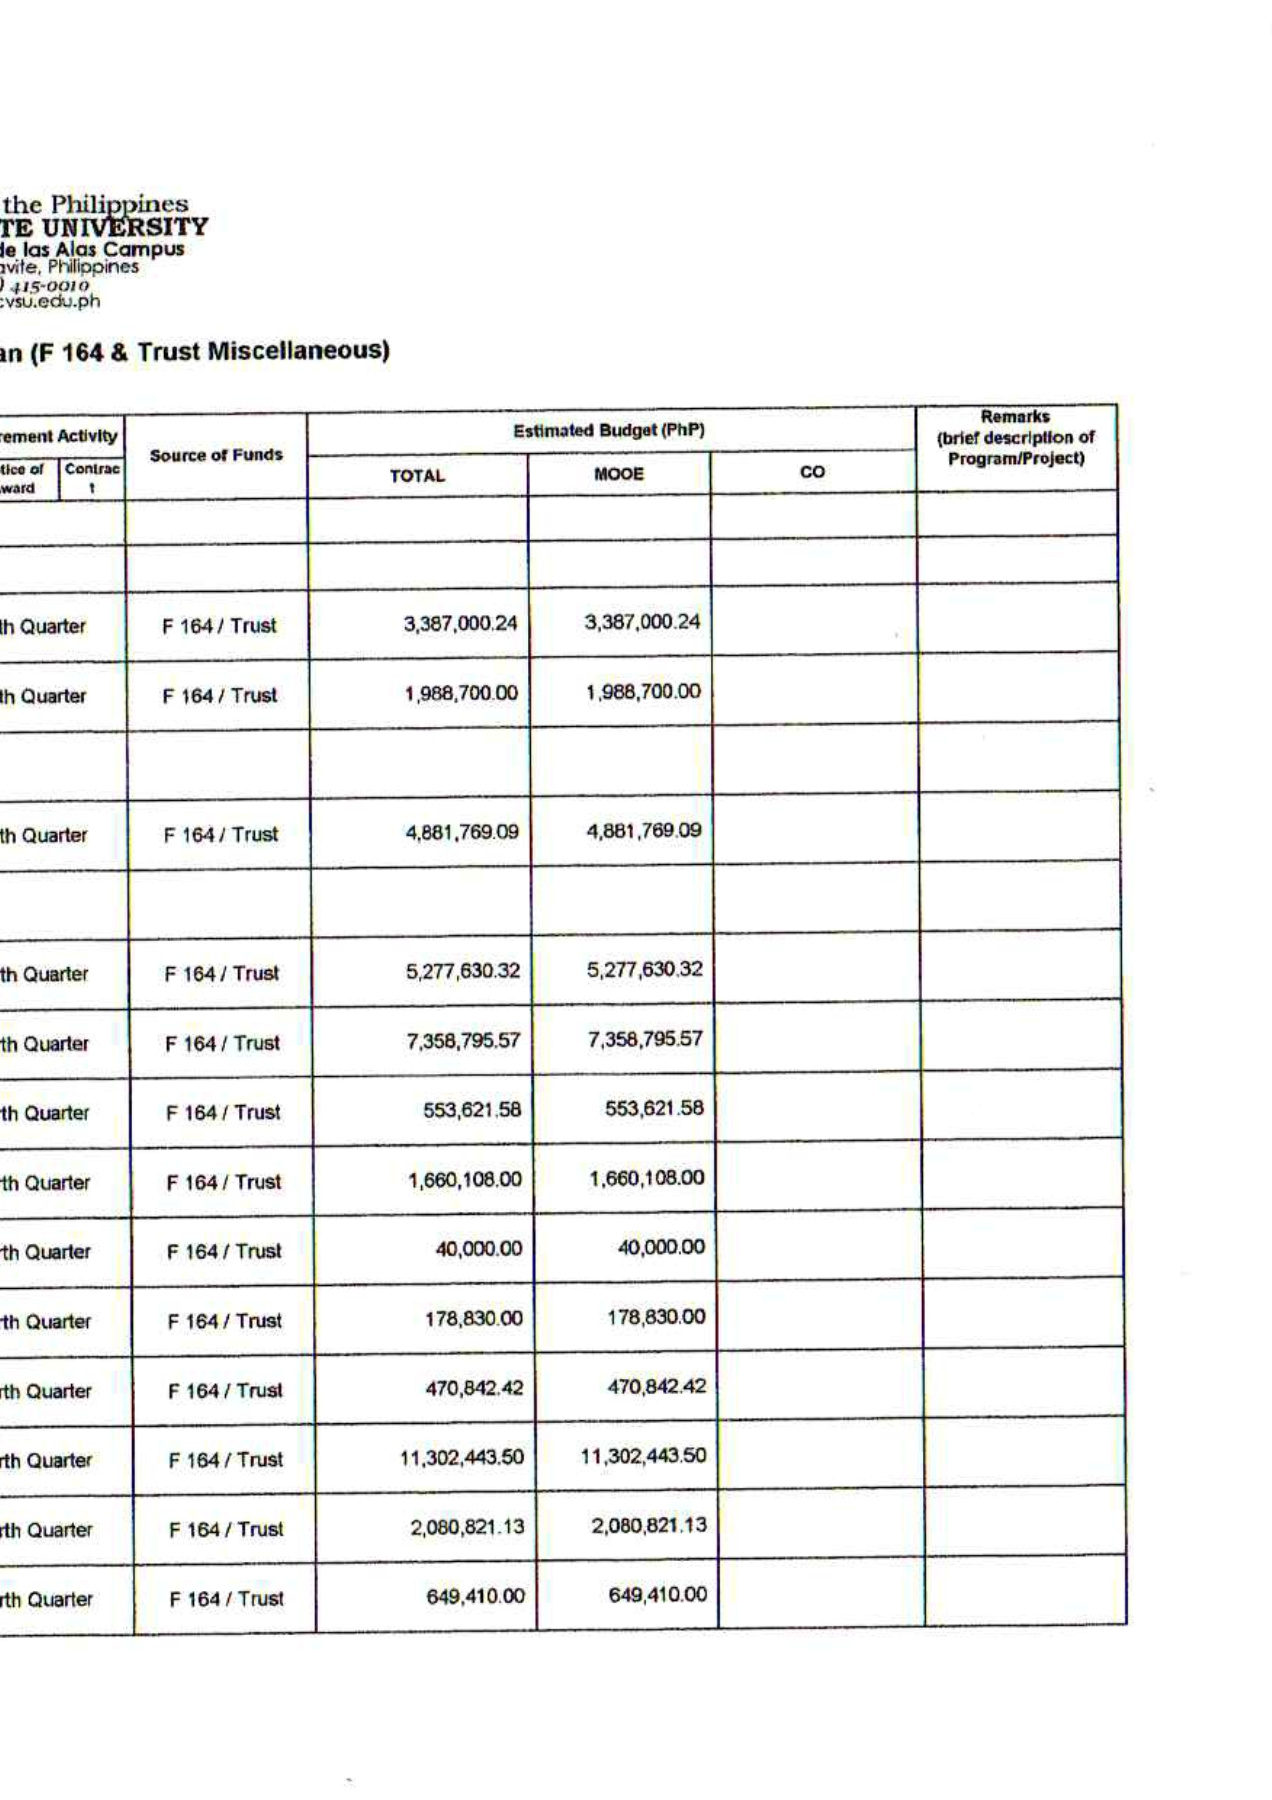 the Philippines
TE UNIVERSITY
de las Alas Campus
avite, Philippines
) 415-0010
cvsu.edu.ph
an (F 164 & Trust Miscellaneous)
rement Activity Source of Funds Estimated Budget (PhP) Remarks (brief description of Program/Project)
tice of ward Contrac t TOTAL MOOE CO
th Quarter F 164 / Trust 3,387,000.24 3,387,000.24
th Quarter F 164 / Trust 1,988,700.00 1,988,700.00
th Quarter F 164 / Trust 4,881,769.09 4,881,769.09
th Quarter F 164 / Trust 5,277,630.32 5,277,630.32
th Quarter F 164 / Trust 7,358,795.57 7,358,795.57
th Quarter F 164 / Trust 553,621.58 553,621.58
th Quarter F 164 / Trust 1,660,108.00 1,660,108.00
rth Quarter F 164 / Trust 40,000.00 40,000.00
rth Quarter F 164 / Trust 178,830.00 178,830.00
rth Quarter F 164 / Trust 470,842.42 470,842.42
rth Quarter F 164 / Trust 11,302,443.50 11,302,443.50
rth Quarter F 164 / Trust 2,080,821.13 2,080,821.13
rth Quarter F 164 / Trust 649,410.00 649,410.00